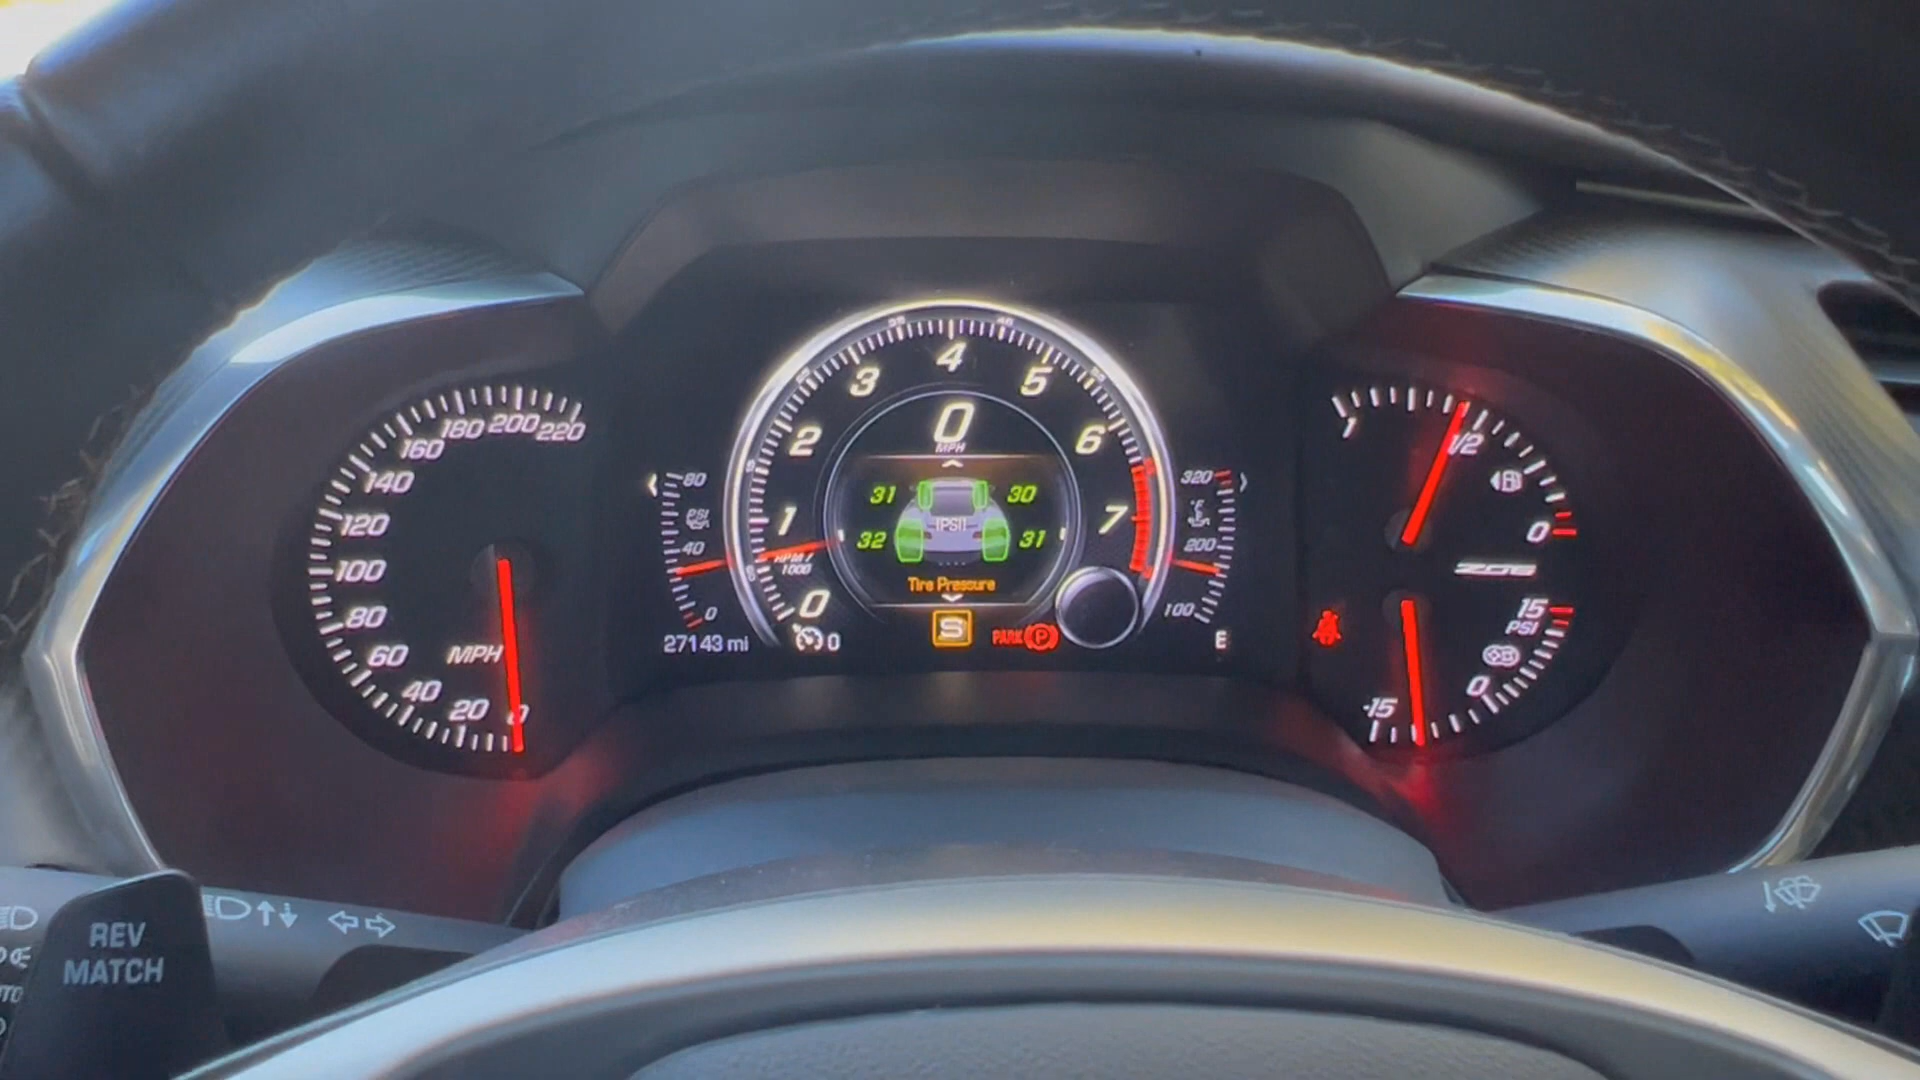 220
200
180
160
140
120
100
80
60
40
20
0
MPH
80
PSI
40
0
27143 mi
0
1
2
3
4
5
6
7
RPM x
1000
0
MPH
31
30
[PSI]
32
31
Tire Pressure
0
S
PARK P
320
°F
200
100
E
1
1/2
0
Z06
15
PSI
0
-15
REV
MATCH